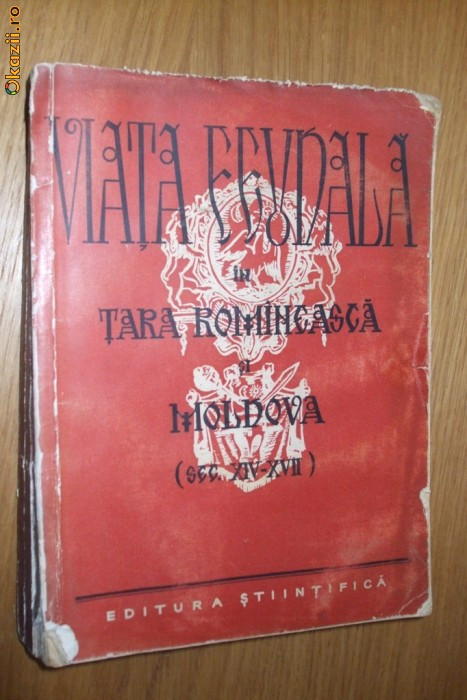 Okazii.ro
VIAȚA FEUDALĂ
în
ȚARA ROMÎNEASCĂ
și
MOLDOVA
(SEC. XIV-XVII)
EDITURA ȘTIINȚIFICĂ